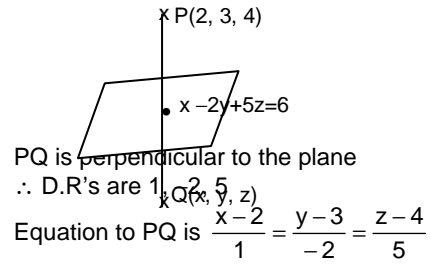 P(2, 3, 4)
x –2y+5z=6
PQ is perpendicular to the plane
∴ D.R's are 1, -2, 5
Q(x, y, z)
Equation to PQ is (x – 2)/1 = (y – 3)/–2 = (z – 4)/5